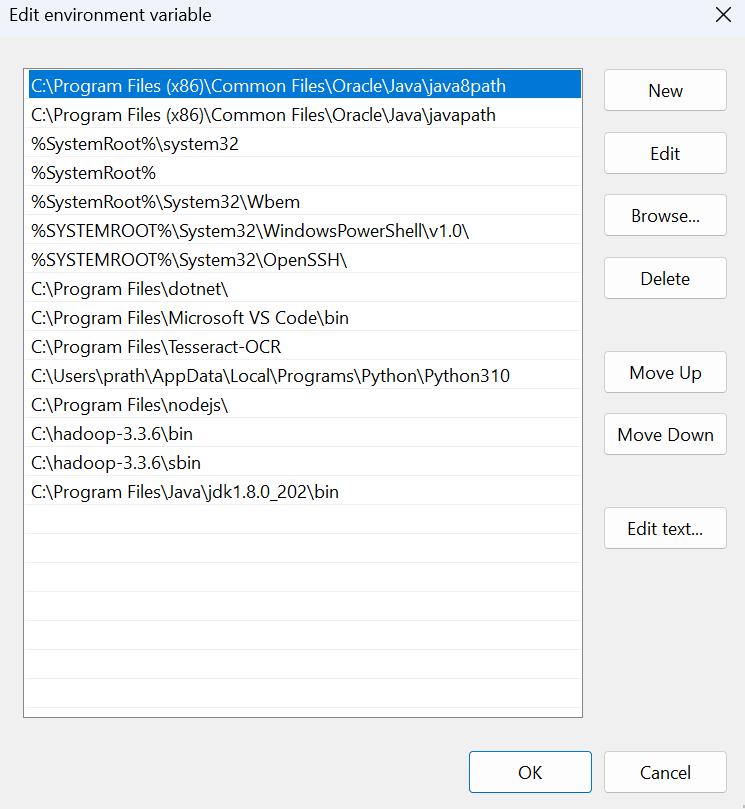 Edit environment variable
C:\Program Files (x86)\Common Files\Oracle\Java\java8path
New
C:\Program Files (x86)\Common Files\Oracle\Java\javapath
%SystemRoot%\system32
Edit
%SystemRoot%
%SystemRoot%\System32\Wbem
Browse...
%SYSTEMROOT%\System32\WindowsPowerShell\v1.0\
%SYSTEMROOT%\System32\OpenSSH\
Delete
C:\Program Files\dotnet\
C:\Program Files\Microsoft VS Code\bin
C:\Program Files\Tesseract-OCR
Move Up
C:\Users\prath\AppData\Local\Programs\Python\Python310
C:\Program Files\nodejs\
C:\hadoop-3.3.6\bin
Move Down
C:\hadoop-3.3.6\sbin
C:\Program Files\Java\jdk1.8.0_202\bin
Edit text...
OK
Cancel